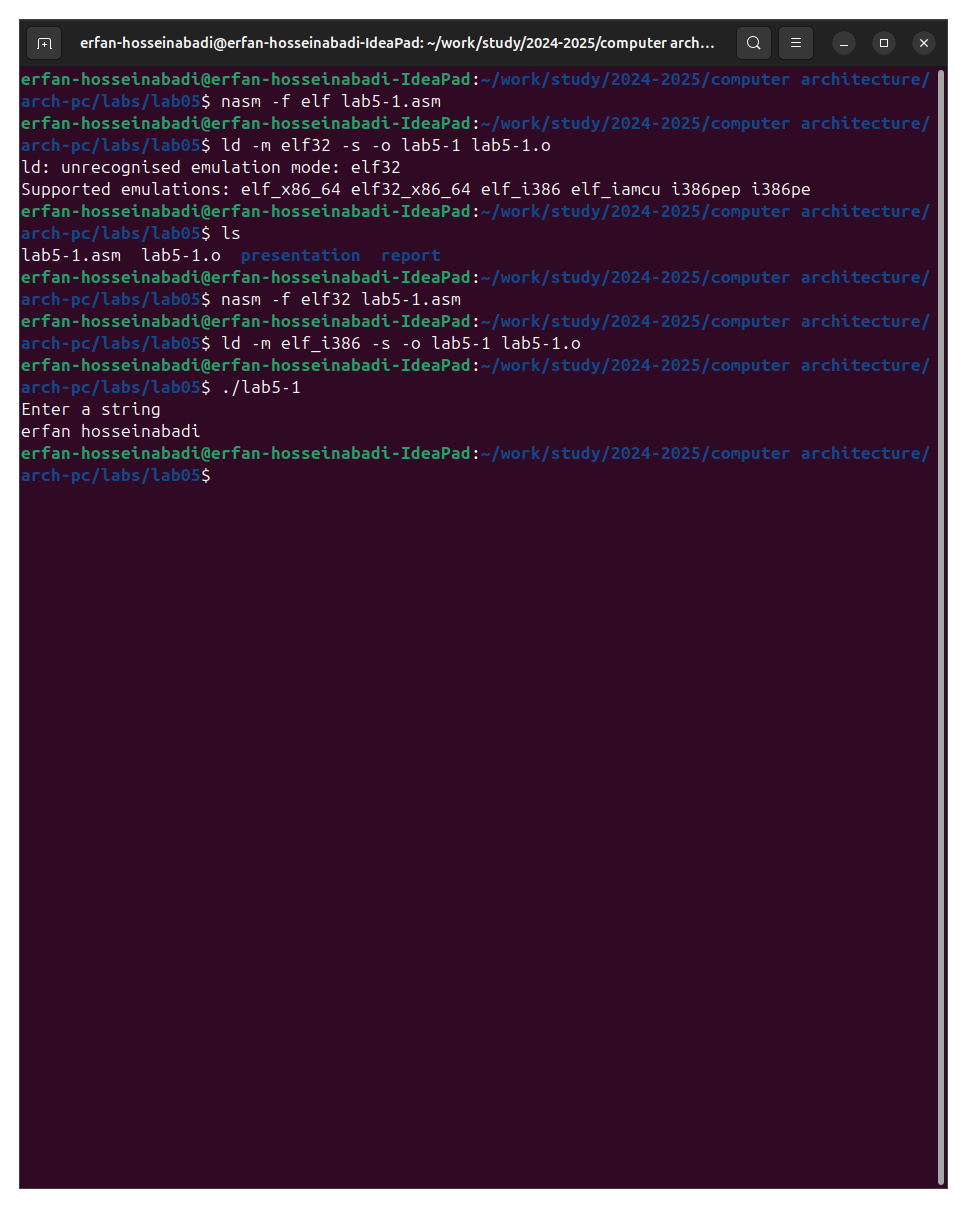 erfan-hosseinabadi@erfan-hosseinabadi-IdeaPad: ~/work/study/2024-2025/computer arch...
erfan-hosseinabadi@erfan-hosseinabadi-IdeaPad:~/work/study/2024-2025/computer architecture/
arch-pc/labs/lab05$ nasm -f elf lab5-1.asm
erfan-hosseinabadi@erfan-hosseinabadi-IdeaPad:~/work/study/2024-2025/computer architecture/
arch-pc/labs/lab05$ ld -m elf32 -s -o lab5-1 lab5-1.o
ld: unrecognised emulation mode: elf32
Supported emulations: elf_x86_64 elf32_x86_64 elf_i386 elf_iamcu i386pep i386pe
erfan-hosseinabadi@erfan-hosseinabadi-IdeaPad:~/work/study/2024-2025/computer architecture/
arch-pc/labs/lab05$ ls
lab5-1.asm  lab5-1.o  presentation  report
erfan-hosseinabadi@erfan-hosseinabadi-IdeaPad:~/work/study/2024-2025/computer architecture/
arch-pc/labs/lab05$ nasm -f elf32 lab5-1.asm
erfan-hosseinabadi@erfan-hosseinabadi-IdeaPad:~/work/study/2024-2025/computer architecture/
arch-pc/labs/lab05$ ld -m elf_i386 -s -o lab5-1 lab5-1.o
erfan-hosseinabadi@erfan-hosseinabadi-IdeaPad:~/work/study/2024-2025/computer architecture/
arch-pc/labs/lab05$ ./lab5-1
Enter a string
erfan hosseinabadi
erfan-hosseinabadi@erfan-hosseinabadi-IdeaPad:~/work/study/2024-2025/computer architecture/
arch-pc/labs/lab05$